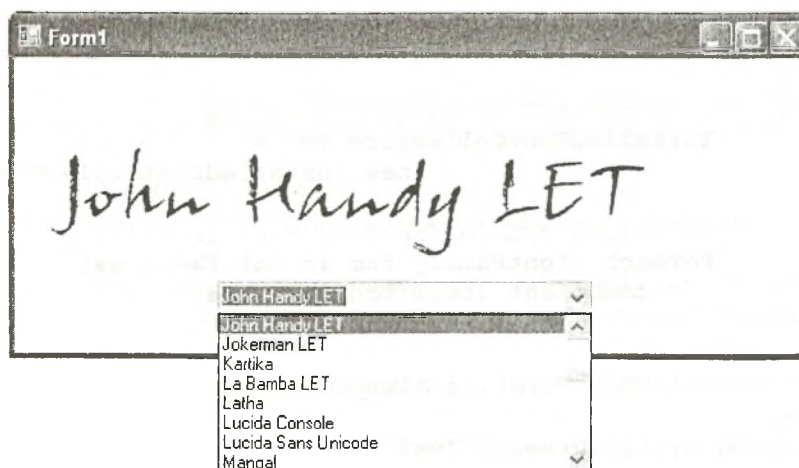 Form1
John Handy LET
John Handy LET
John Handy LET
Jokerman LET
Kartika
La Bamba LET
Latha
Lucida Console
Lucida Sans Unicode
Mangal